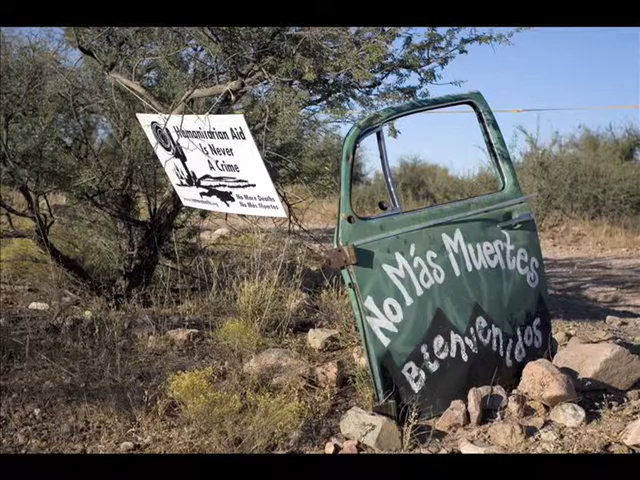 Humanitarian Aid
Is Never
A Crime
No More Deaths
No Más Muertes
No Más Muertes
Bienvenidos